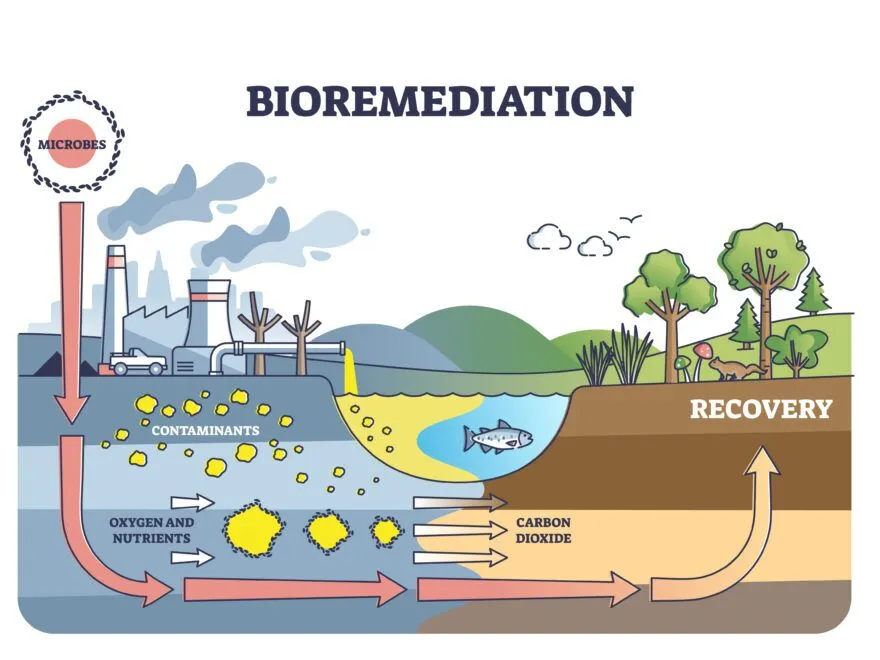 BIOREMEDIATION
MICROBES
CONTAMINANTS
RECOVERY
OXYGEN AND
NUTRIENTS
CARBON
DIOXIDE